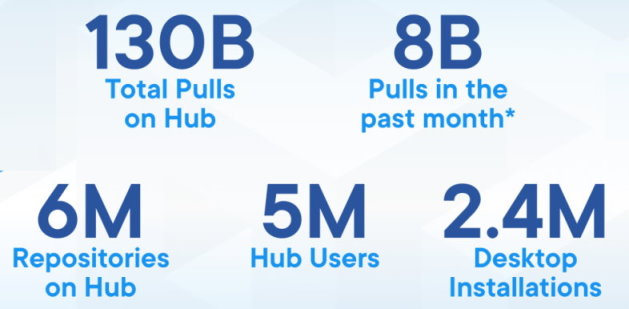 130B 8B
Total Pulls Pulls in the
on Hub past month*
6M 5M 2.4M
Repositories Hub Users Desktop
on Hub Installations